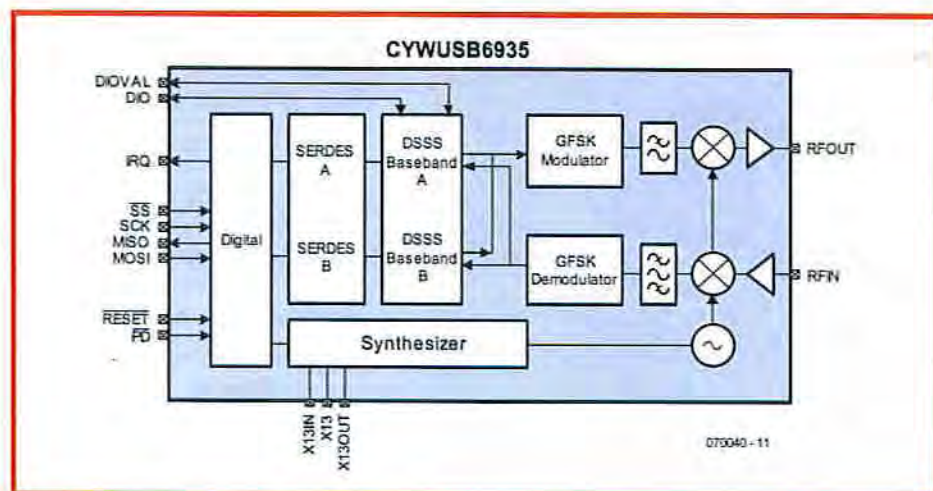 CYWUSB6935
DIOVAL
DIO
IRQ
SS
SCK
MISO
MOSI
RESET
PD
Digital
SERDES
A
SERDES
B
DSSS
Baseband
A
DSSS
Baseband
B
GFSK
Modulator
GFSK
Demodulator
RFOUT
RFIN
Synthesizer
X13IN
X13
X13OUT
070040 - 11